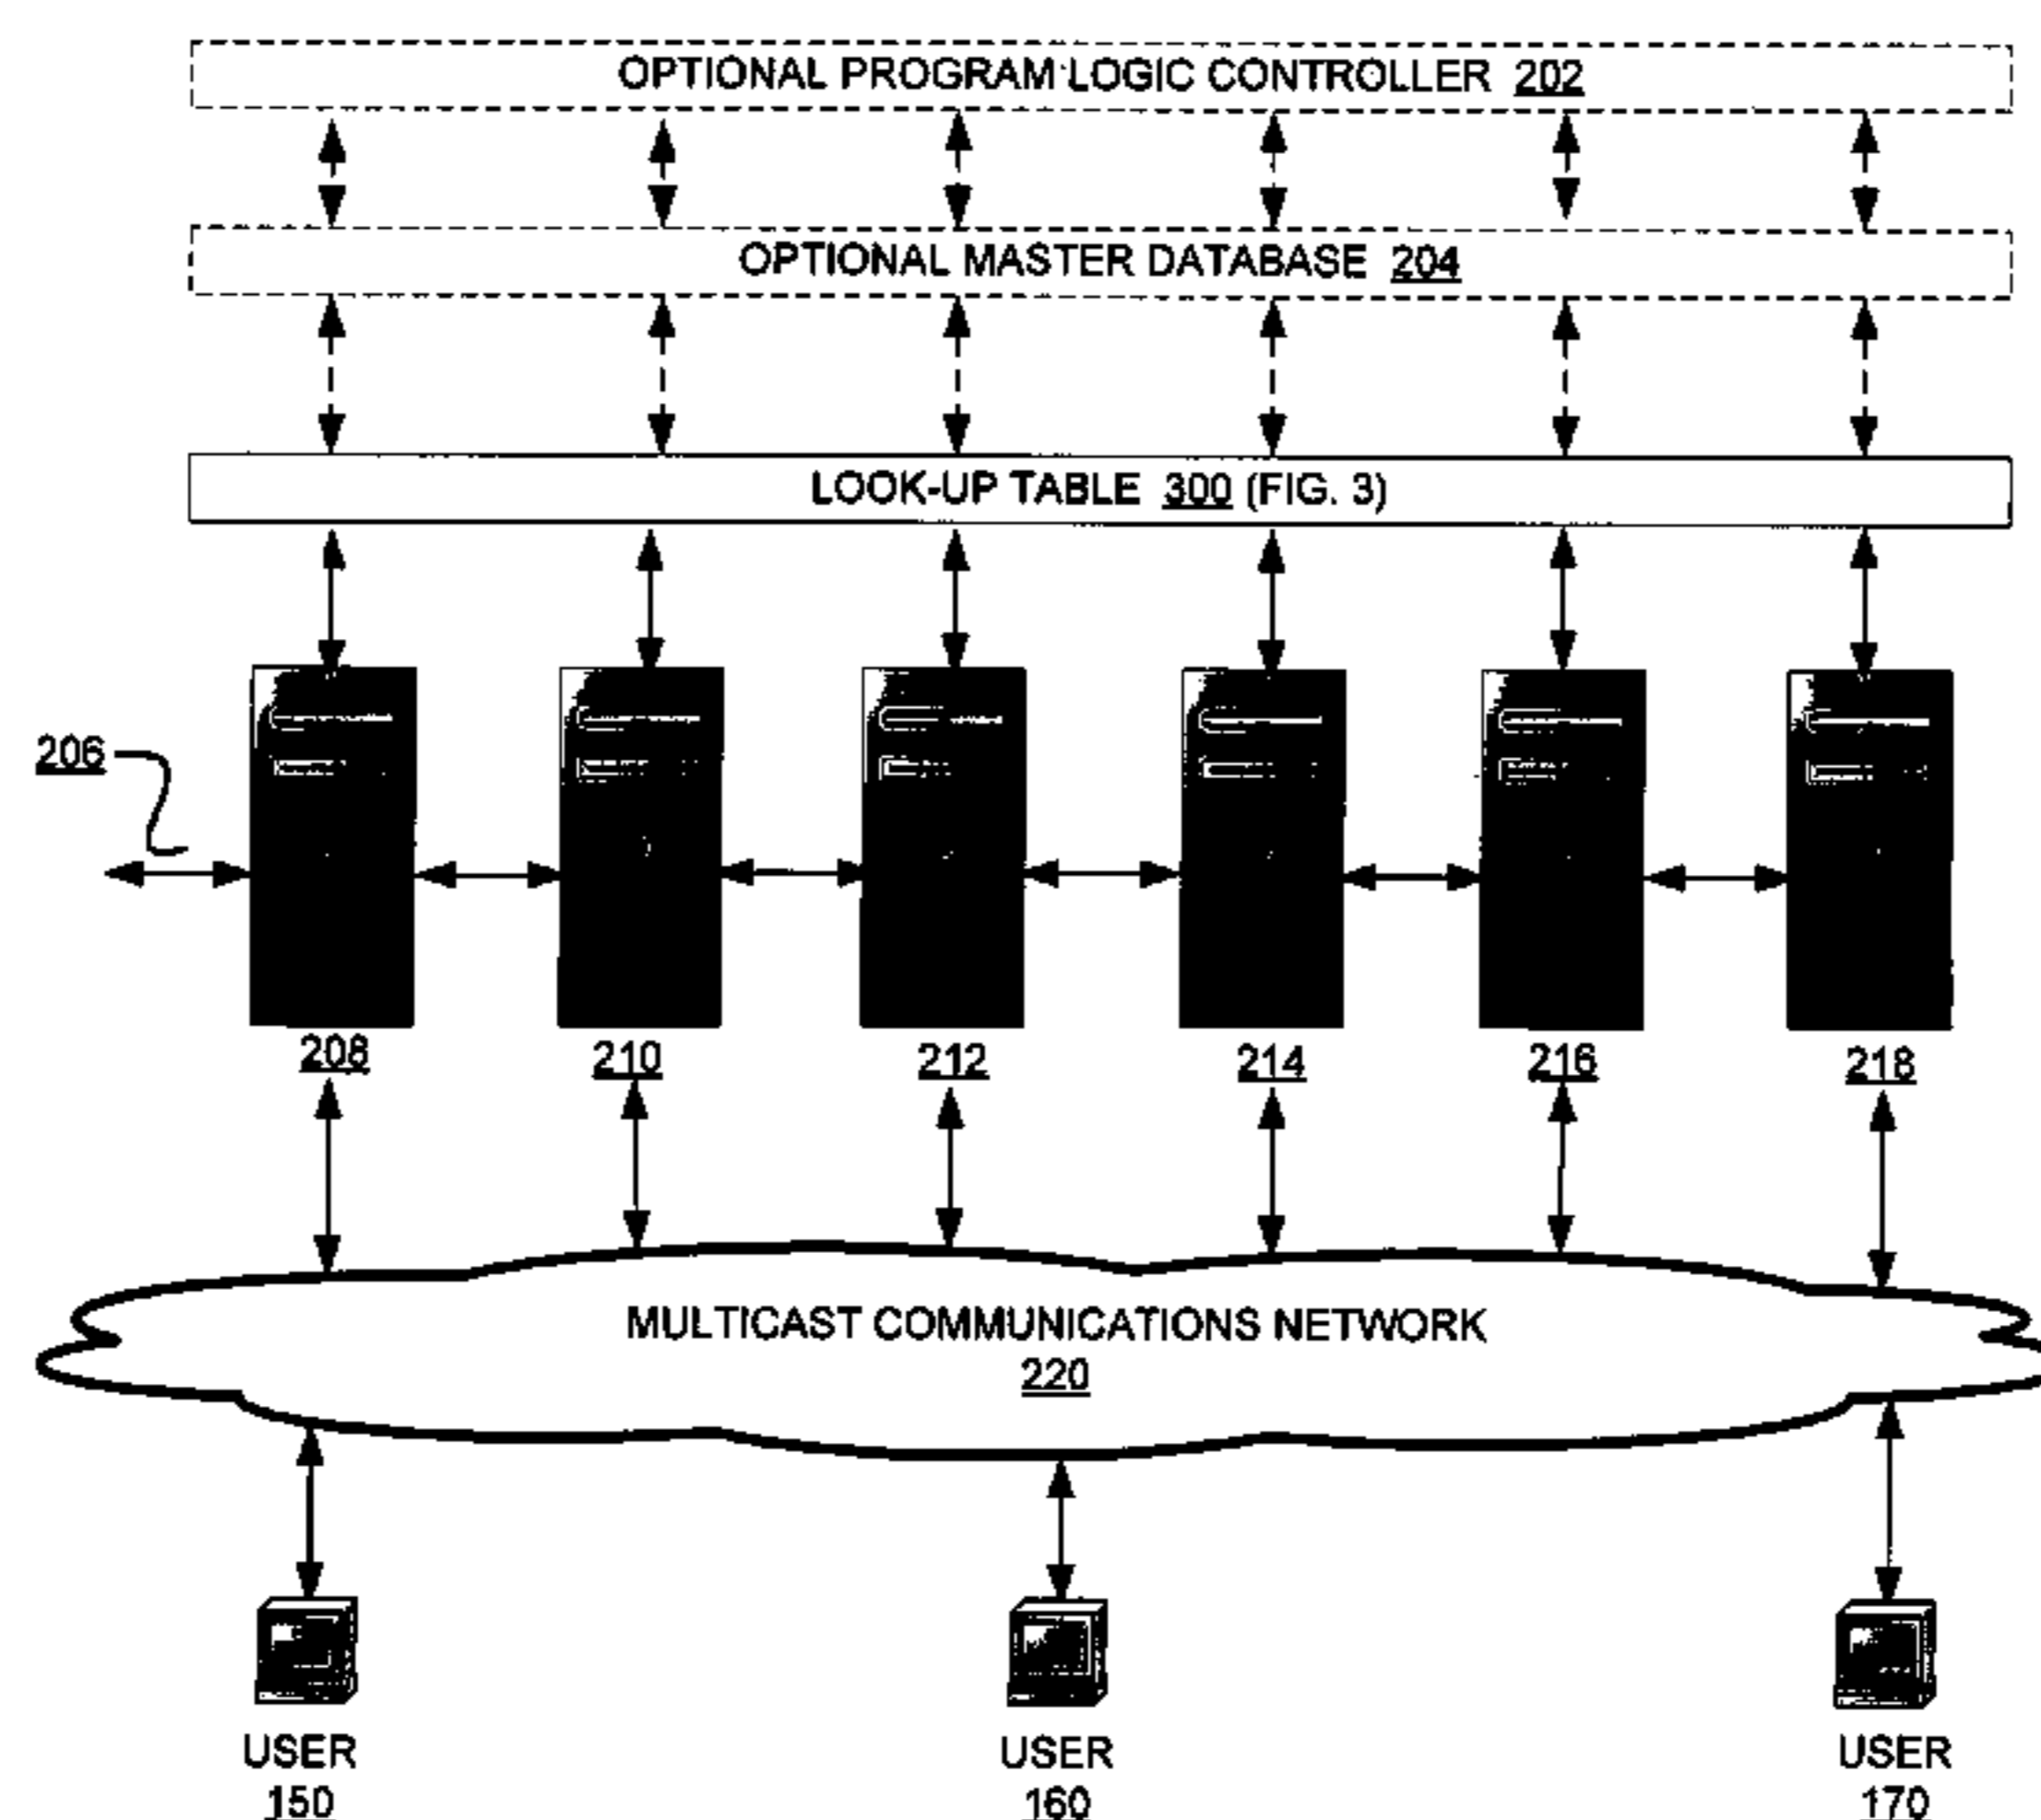 OPTIONAL PROGRAM LOGIC CONTROLLER 202
OPTIONAL MASTER DATABASE 204
LOOK-UP TABLE 300 (FIG. 3)
206
208
210
212
214
216
218
MULTICAST COMMUNICATIONS NETWORK
220
USER
150
USER
160
USER
170